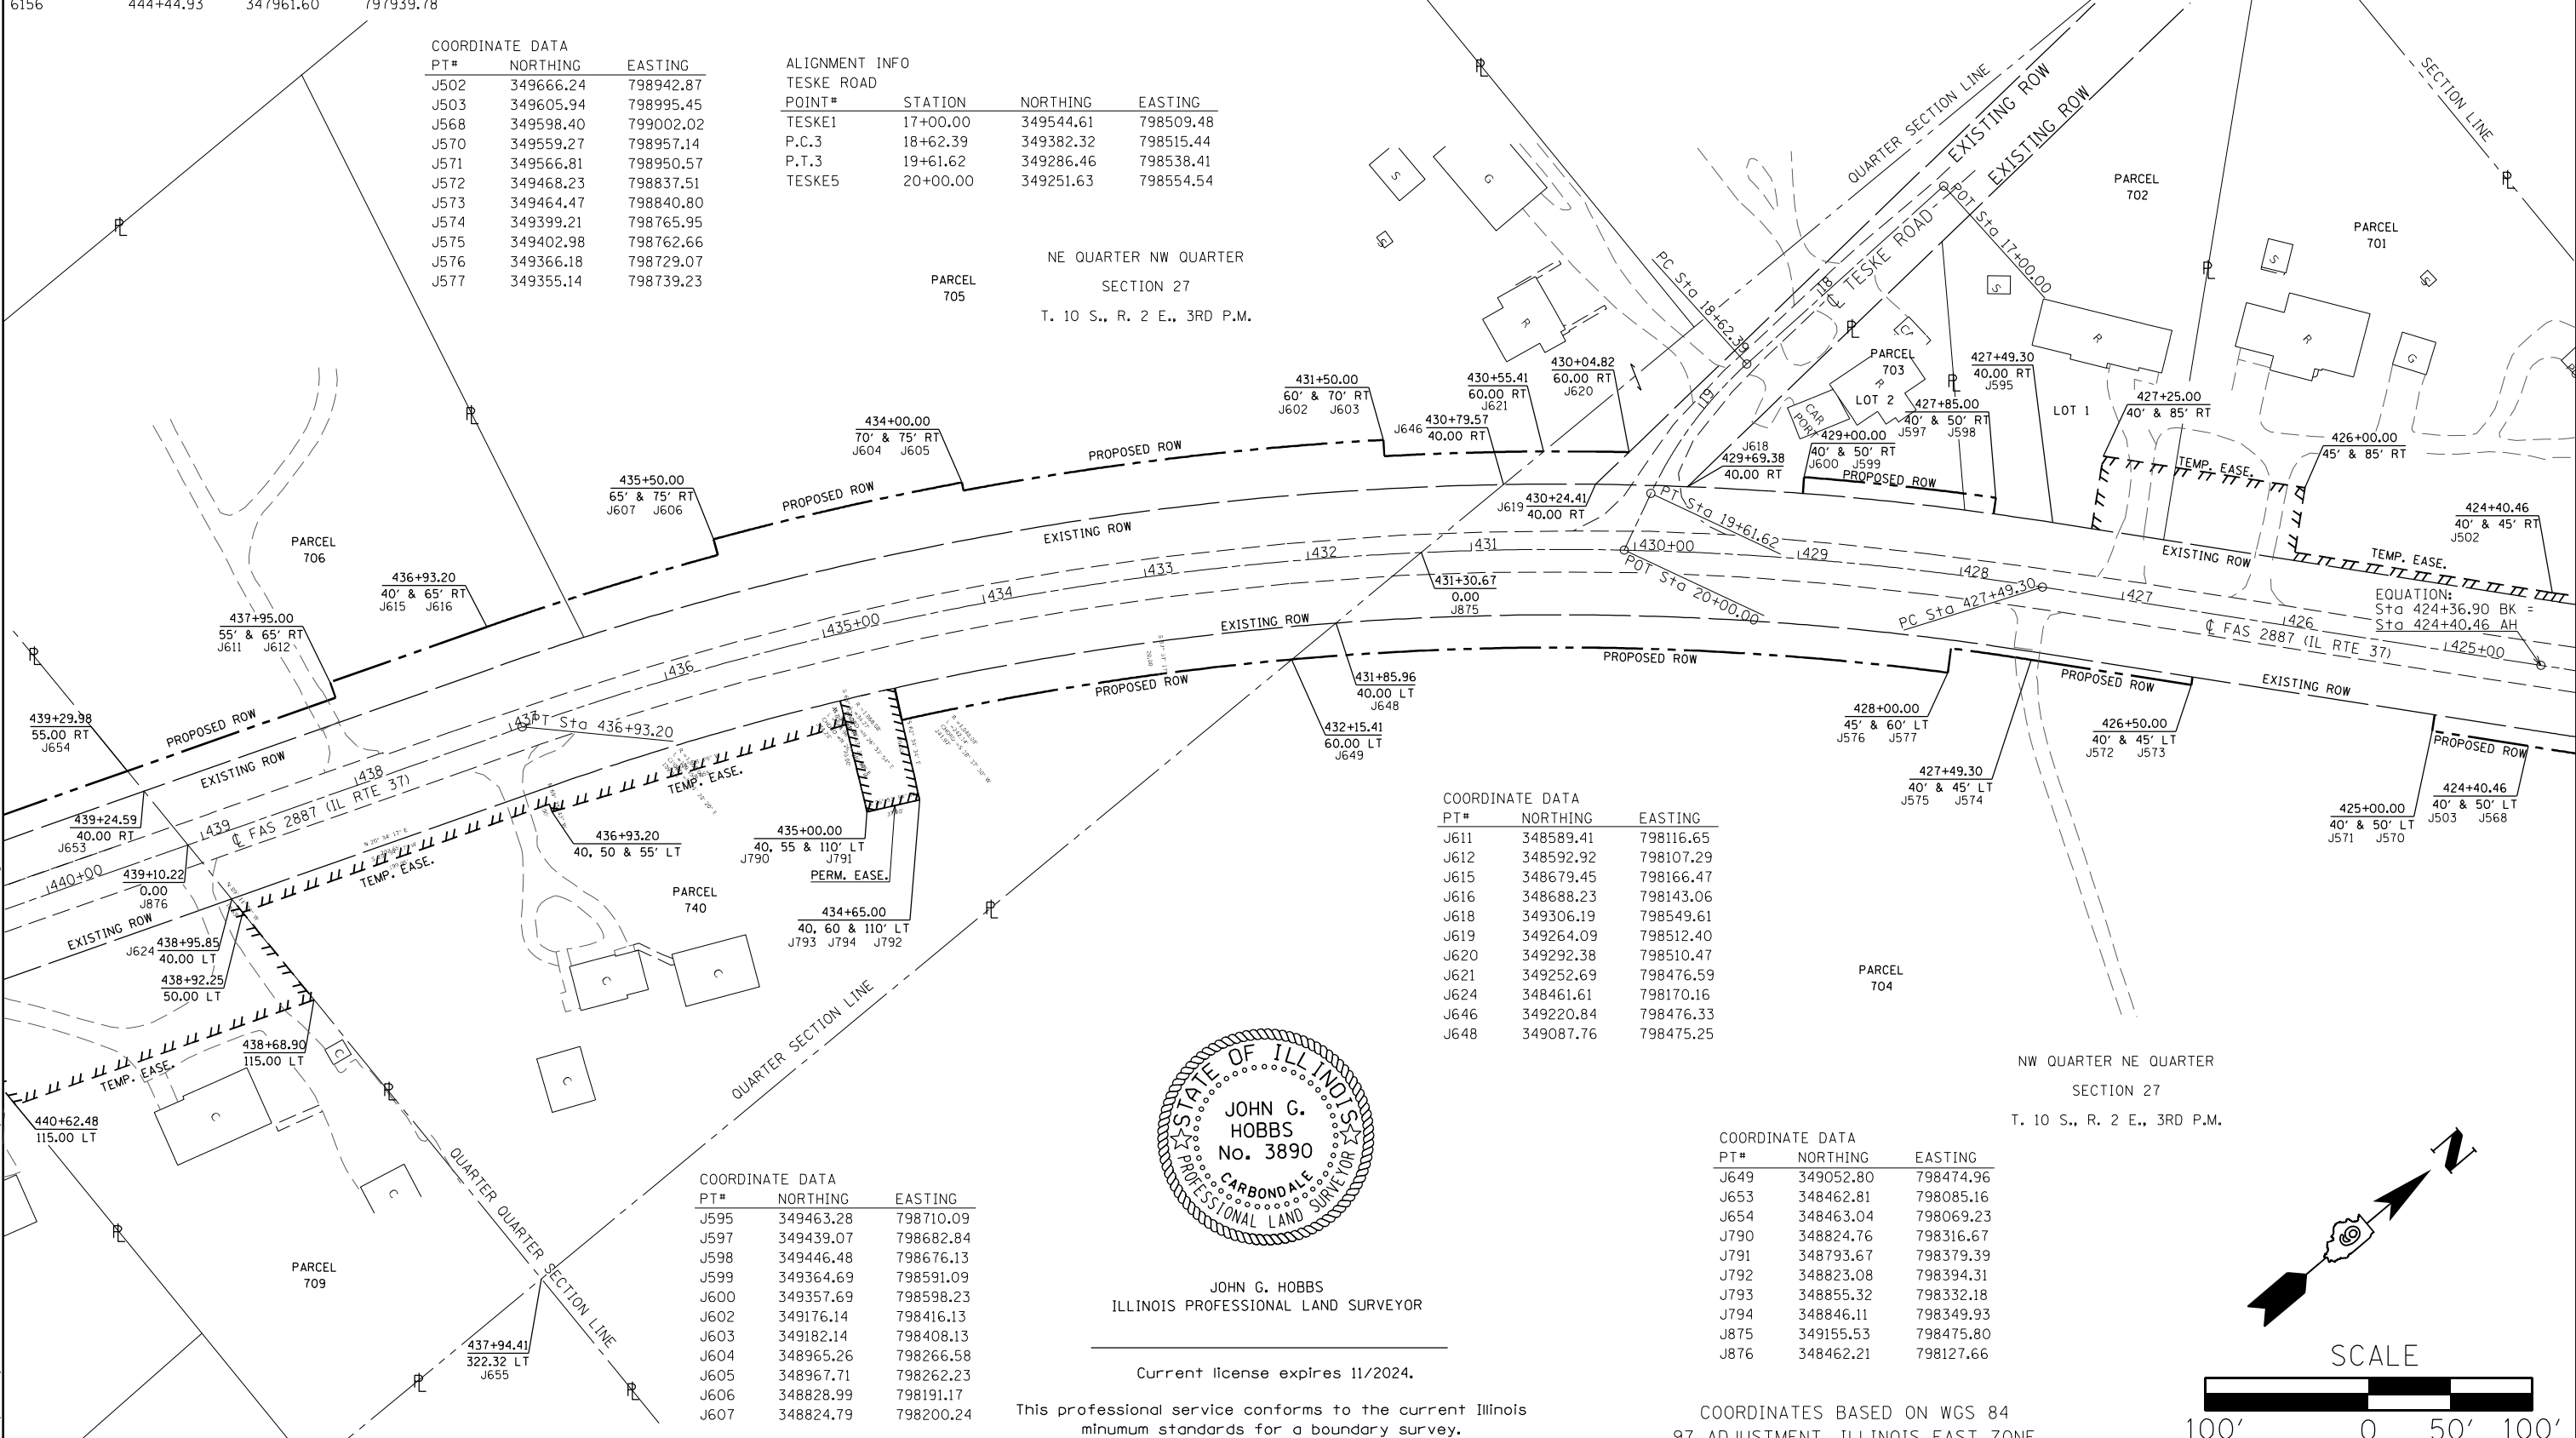 6156 444+44.93 347961.60 797939.78
COORDINATE DATA
PT# NORTHING EASTING
J502 349666.24 798942.87
J503 349605.94 798995.45
J568 349598.40 799002.02
J570 349559.27 798957.14
J571 349566.81 798950.57
J572 349468.23 798837.51
J573 349464.47 798840.80
J574 349399.21 798765.95
J575 349402.98 798762.66
J576 349366.18 798729.07
J577 349355.14 798739.23
ALIGNMENT INFO
TESKE ROAD
POINT# STATION NORTHING EASTING
TESKE1 17+00.00 349544.61 798509.48
P.C.3 18+62.39 349382.32 798515.44
P.T.3 19+61.62 349286.46 798538.41
TESKE5 20+00.00 349251.63 798554.54
NE QUARTER NW QUARTER
SECTION 27
T. 10 S., R. 2 E., 3RD P.M.
PARCEL
705
QUARTER SECTION LINE
EXISTING ROW
EXISTING ROW
SECTION LINE
PARCEL
702
PARCEL
701
POT Sta 17+00.00
PC Sta 18+62.39
18
℄ TESKE ROAD
19
S
G
S
R
S
R
S
R
S
G
C
PARCEL
703
R
LOT 2
CAR
PORT
LOT 1
427+49.30
40.00 RT
J595
427+85.00
40' & 50' RT
J597 J598
429+00.00
40' & 50' RT
J600 J599
PROPOSED ROW
J618
429+69.38
40.00 RT
427+25.00
40' & 85' RT
426+00.00
45' & 85' RT
TEMP. EASE.
424+40.46
40' & 45' RT
J502
TEMP. EASE.
EXISTING ROW
EQUATION:
Sta 424+36.90 BK =
Sta 424+40.46 AH
430+04.82
60.00 RT
J620
430+55.41
60.00 RT
J621
J646 430+79.57
40.00 RT
J619 430+24.41
40.00 RT
431+50.00
60' & 70' RT
J602 J603
PROPOSED ROW
434+00.00
70' & 75' RT
J604 J605
PROPOSED ROW
435+50.00
65' & 75' RT
J607 J606
PARCEL
706
436+93.20
40' & 65' RT
J615 J616
437+95.00
55' & 65' RT
J611 J612
439+29.98
55.00 RT
J654
PROPOSED ROW
EXISTING ROW
EXISTING ROW
PT Sta 19+61.62
430+00
POT Sta 20+00.00
429
428
PC Sta 427+49.30
427
426
425+00
℄ FAS 2887 (IL RTE 37)
431
432
433
434
435+00
436
437
PT Sta 436+93.20
438
439
440+00
℄ FAS 2887 (IL RTE 37)
431+30.67
0.00
J875
EXISTING ROW
PROPOSED ROW
PROPOSED ROW
431+85.96
40.00 LT
J648
432+15.41
60.00 LT
J649
428+00.00
45' & 60' LT
J576 J577
427+49.30
40' & 45' LT
J575 J574
PROPOSED ROW
426+50.00
40' & 45' LT
J572 J573
EXISTING ROW
PROPOSED ROW
425+00.00
40' & 50' LT
J571 J570
424+40.46
40' & 50' LT
J503 J568
439+24.59
40.00 RT
J653
439+10.22
0.00
J876
EXISTING ROW
J624 438+95.85
40.00 LT
438+92.25
50.00 LT
438+68.90
115.00 LT
TEMP. EASE.
TEMP. EASE.
TEMP. EASE.
440+62.48
115.00 LT
436+93.20
40, 50 & 55' LT
435+00.00
40, 55 & 110' LT
J790 J791
PERM. EASE.
434+65.00
40, 60 & 110' LT
J793 J794 J792
PARCEL
740
C
C
C
C
C
C
QUARTER SECTION LINE
QUARTER QUARTER SECTION LINE
PARCEL
709
437+94.41
322.32 LT
J655
COORDINATE DATA
PT# NORTHING EASTING
J611 348589.41 798116.65
J612 348592.92 798107.29
J615 348679.45 798166.47
J616 348688.23 798143.06
J618 349306.19 798549.61
J619 349264.09 798512.40
J620 349292.38 798510.47
J621 349252.69 798476.59
J624 348461.61 798170.16
J646 349220.84 798476.33
J648 349087.76 798475.25
PARCEL
704
NW QUARTER NE QUARTER
SECTION 27
T. 10 S., R. 2 E., 3RD P.M.
COORDINATE DATA
PT# NORTHING EASTING
J595 349463.28 798710.09
J597 349439.07 798682.84
J598 349446.48 798676.13
J599 349364.69 798591.09
J600 349357.69 798598.23
J602 349176.14 798416.13
J603 349182.14 798408.13
J604 348965.26 798266.58
J605 348967.71 798262.23
J606 348828.99 798191.17
J607 348824.79 798200.24
STATE OF ILLINOIS
JOHN G.
HOBBS
No. 3890
CARBONDALE
PROFESSIONAL LAND SURVEYOR
JOHN G. HOBBS
ILLINOIS PROFESSIONAL LAND SURVEYOR
Current license expires 11/2024.
This professional service conforms to the current Illinois
minumum standards for a boundary survey.
COORDINATE DATA
PT# NORTHING EASTING
J649 349052.80 798474.96
J653 348462.81 798085.16
J654 348463.04 798069.23
J790 348824.76 798316.67
J791 348793.67 798379.39
J792 348823.08 798394.31
J793 348855.32 798332.18
J794 348846.11 798349.93
J875 349155.53 798475.80
J876 348462.21 798127.66
COORDINATES BASED ON WGS 84
97 ADJUSTMENT, ILLINOIS EAST ZONE
N
9
SCALE
100' 0 50' 100'